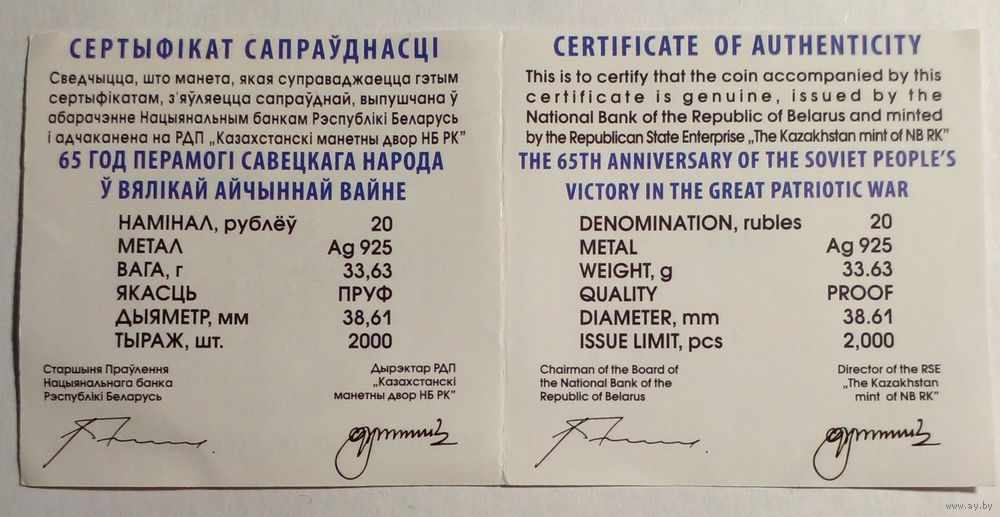 СЕРТЫФІКАТ САПРАЎДНАСЦІ
Сведчыцца, што манета, якая суправаджаецца гэтым
сертыфікатам, з'яўляецца сапраўднай, выпушчана ў
абарачэнне Нацыянальным банкам Рэспублікі Беларусь
і адчаканена на РДП „Казахстанскі манетны двор НБ РК"
65 ГОД ПЕРАМОГІ САВЕЦКАГА НАРОДА
Ў ВЯЛІКАЙ АЙЧЫННАЙ ВАЙНЕ
НАМІНАЛ, рублёў 20
МЕТАЛ Ag 925
ВАГА, г 33,63
ЯКАСЦЬ ПРУФ
ДЫЯМЕТР, мм 38,61
ТЫРАЖ, шт. 2000
Старшыня Праўлення
Нацыянальнага банка
Рэспублікі Беларусь
Дырэктар РДП
„Казахстанскі
манетны двор НБ РК"
CERTIFICATE OF AUTHENTICITY
This is to certify that the coin accompanied by this
certificate is genuine, issued by the
National Bank of the Republic of Belarus and minted
by the Republican State Enterprise „The Kazakhstan mint of NB RK"
THE 65TH ANNIVERSARY OF THE SOVIET PEOPLE'S
VICTORY IN THE GREAT PATRIOTIC WAR
DENOMINATION, rubles 20
METAL Ag 925
WEIGHT, g 33.63
QUALITY PROOF
DIAMETER, mm 38.61
ISSUE LIMIT, pcs 2,000
Chairman of the Board of
the National Bank of the
Republic of Belarus
Director of the RSE
„The Kazakhstan
mint of NB RK"
www.ay.by